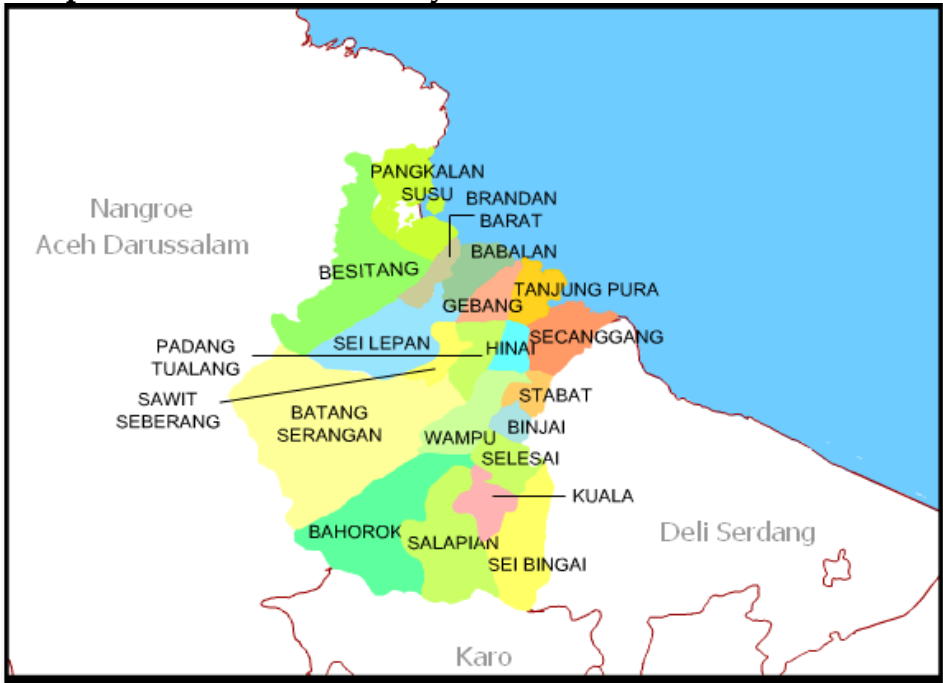 PANGKALAN
SUSU
BRANDAN
BARAT
Nangroe
Aceh Darussalam
BABALAN
BESITANG
TANJUNG PURA
GEBANG
SECANGGANG
SEI LEPAN
HINAI
PADANG
TUALANG
SAWIT
SEBERANG
STABAT
BATANG
SERANGAN
BINJAI
WAMPU
SELESAI
KUALA
BAHOROK
SALAPIAN
Deli Serdang
SEI BINGAI
Karo